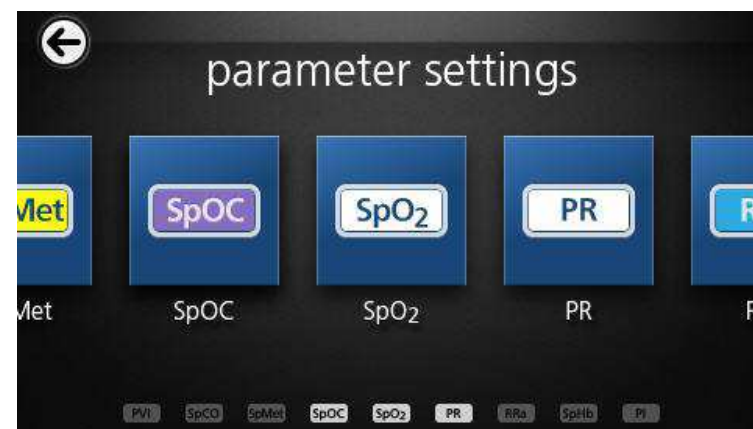 parameter settings
Met SpOC SpO2 PR R
Met SpOC SpO2 PR
PVI SpCO SpMet SpOC SpO2 PR RRa SpHb PI